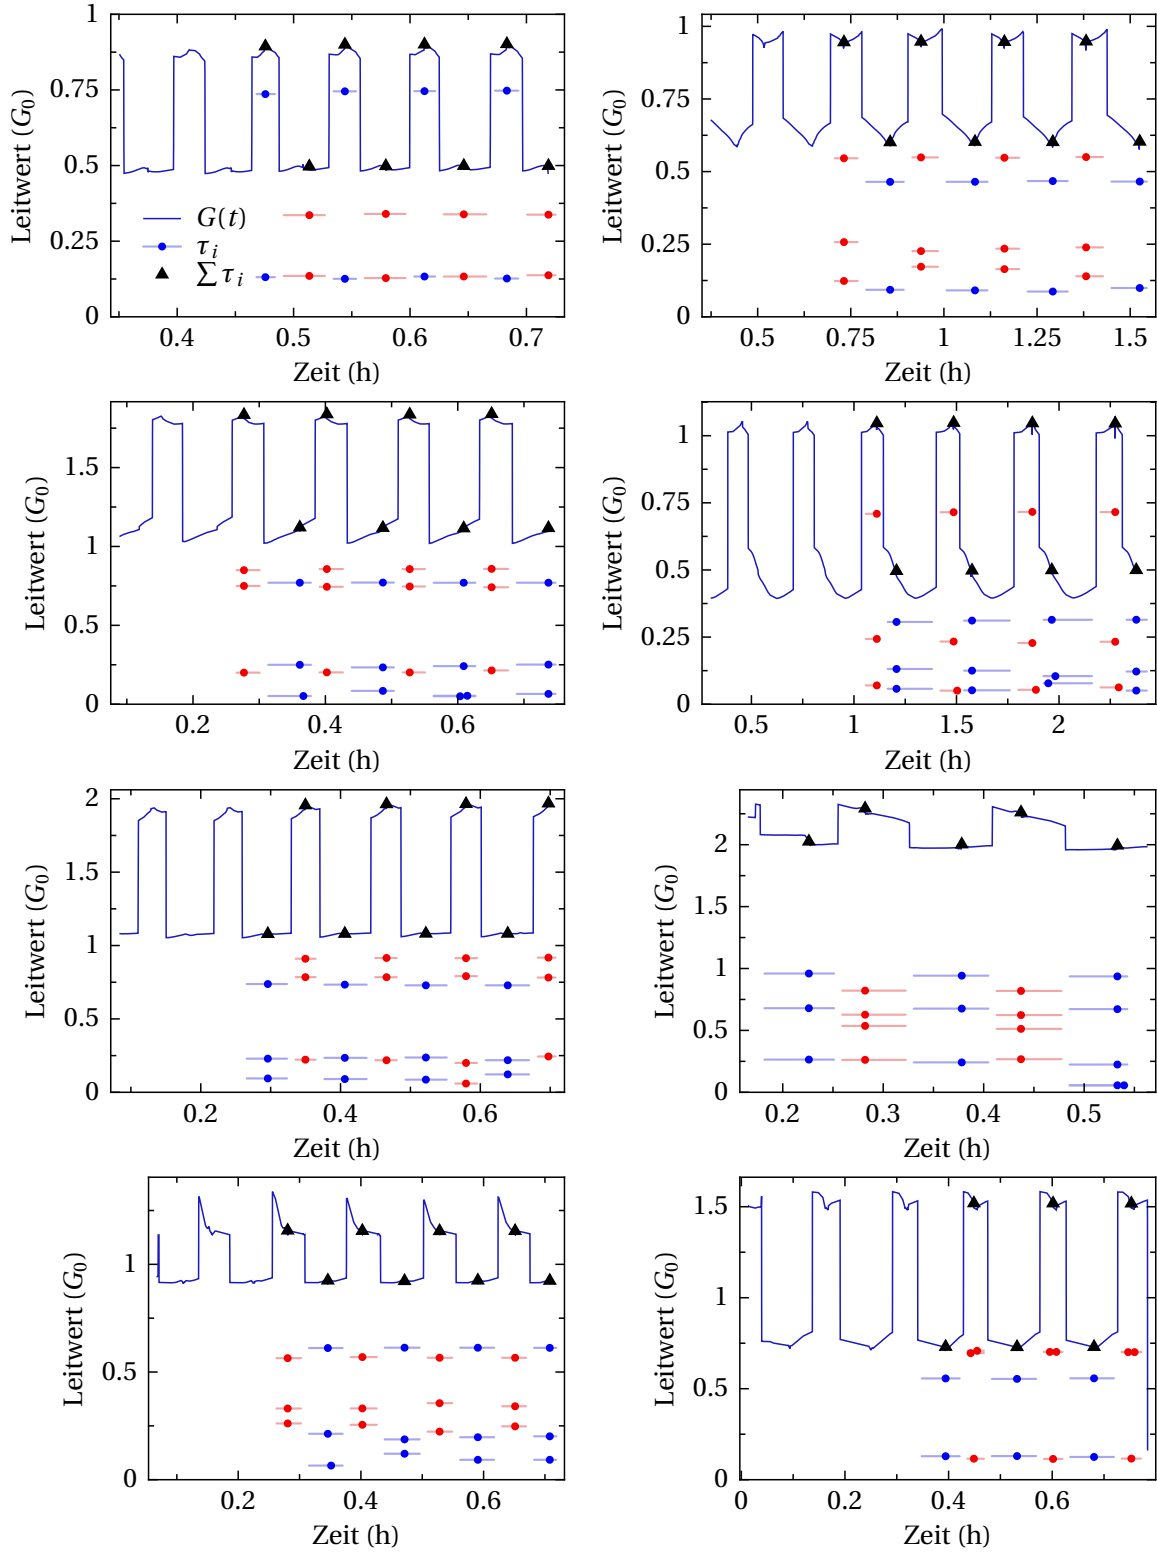 1
0.75
0.5
0.25
0
Leitwert (G0)
G(t)
τi
∑ τi
0.4 0.5 0.6 0.7
Zeit (h)
1
0.75
0.5
0.25
0
Leitwert (G0)
0.5 0.75 1 1.25 1.5
Zeit (h)
1.5
1
0.5
0
Leitwert (G0)
0.2 0.4 0.6
Zeit (h)
1
0.75
0.5
0.25
0
Leitwert (G0)
0.5 1 1.5 2
Zeit (h)
2
1.5
1
0.5
0
Leitwert (G0)
0.2 0.4 0.6
Zeit (h)
2
1.5
1
0.5
0
Leitwert (G0)
0.2 0.3 0.4 0.5
Zeit (h)
1
0.5
0
Leitwert (G0)
0.2 0.4 0.6
Zeit (h)
1.5
1
0.5
0
Leitwert (G0)
0 0.2 0.4 0.6
Zeit (h)